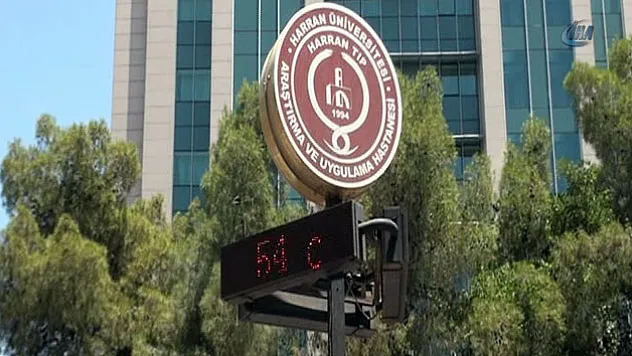 HARRAN ÜNİVERSİTESİ
HARRAN TIP
1994
ARAŞTIRMA VE UYGULAMA HASTANESİ
54 C